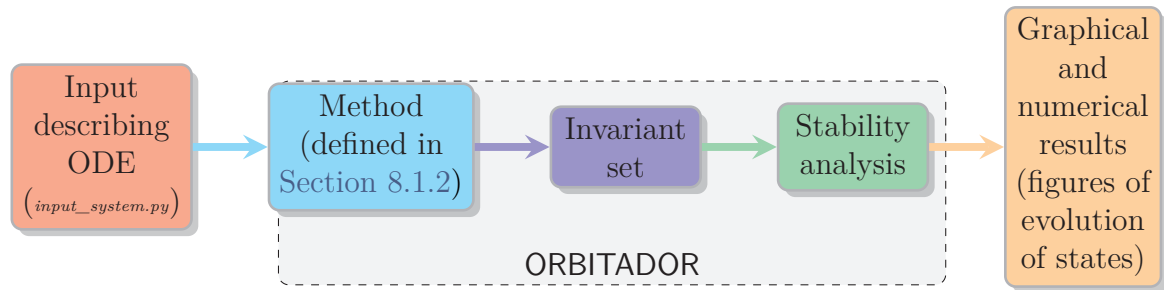 Input
describing
ODE
(input_system.py)
Method
(defined in
Section 8.1.2)
Invariant
set
Stability
analysis
ORBITADOR
Graphical
and
numerical
results
(figures of
evolution
of states)